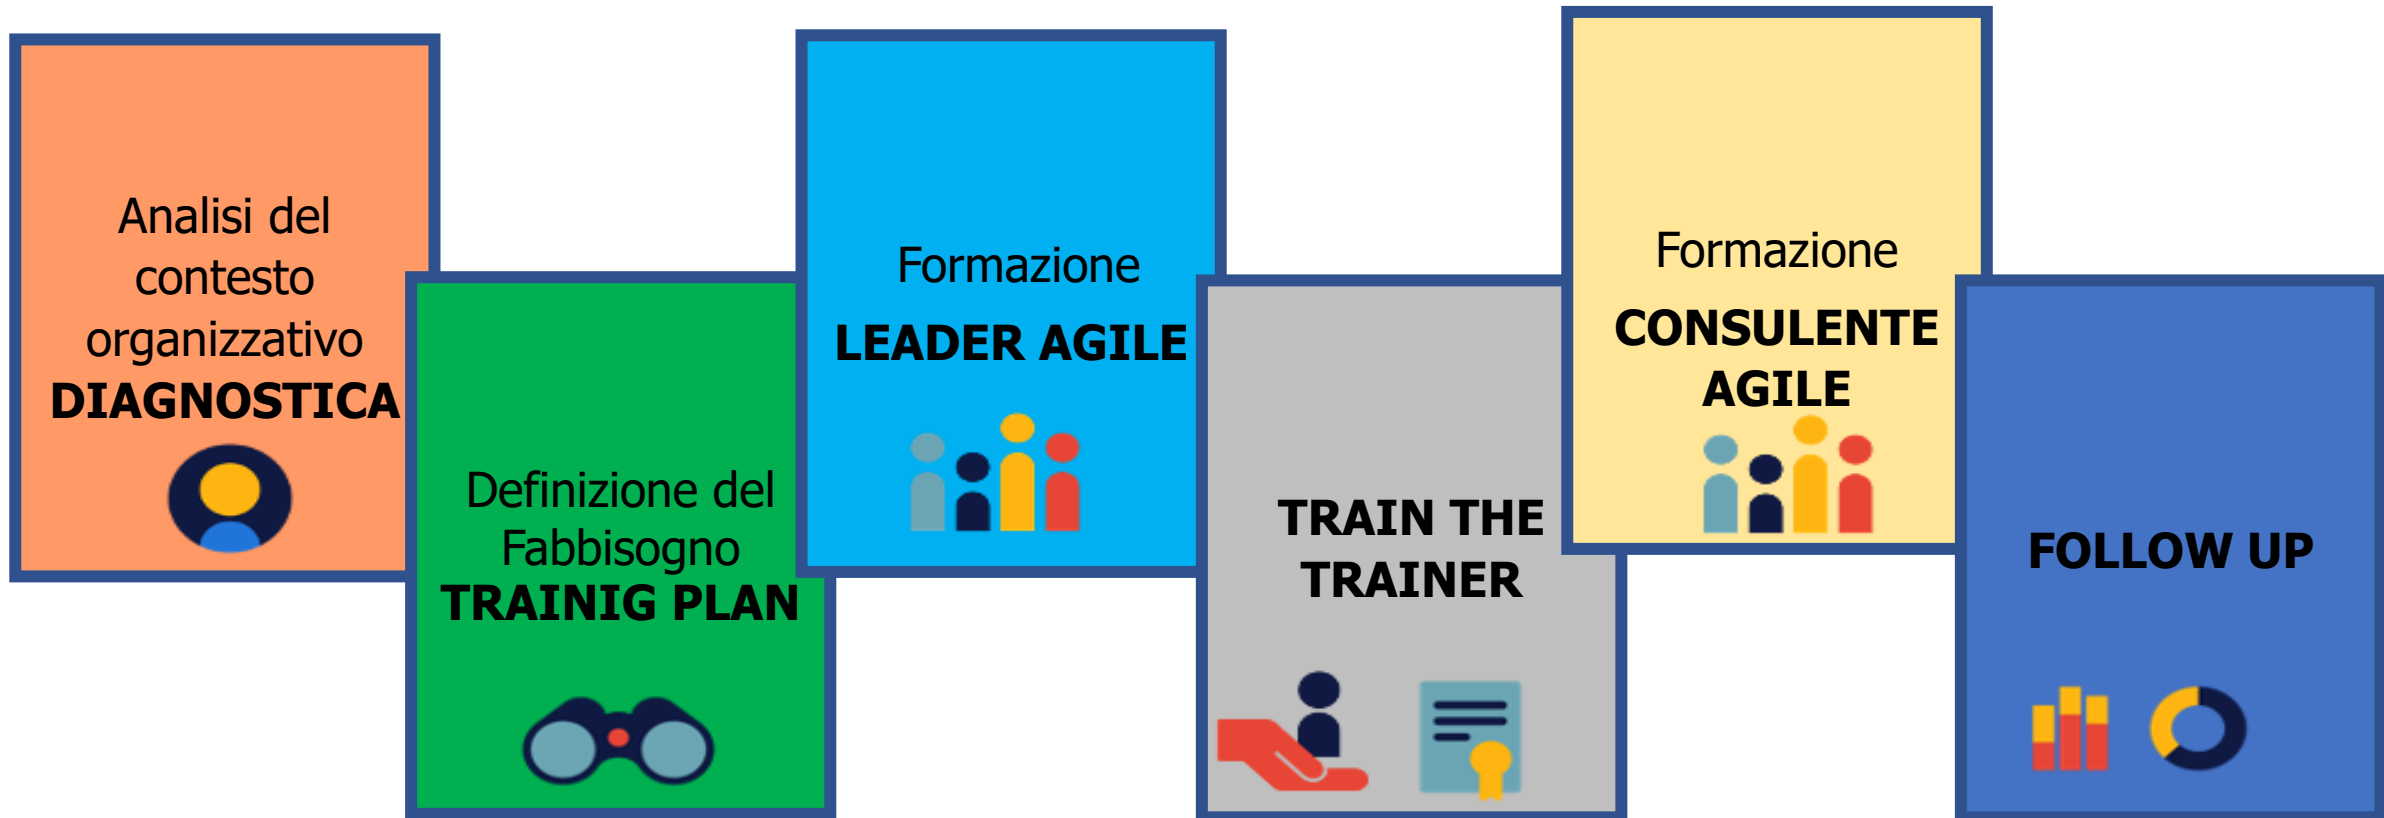 Analisi del
contesto
organizzativo
DIAGNOSTICA
Definizione del
Fabbisogno
TRAINIG PLAN
Formazione
LEADER AGILE
TRAIN THE
TRAINER
Formazione
CONSULENTE
AGILE
FOLLOW UP